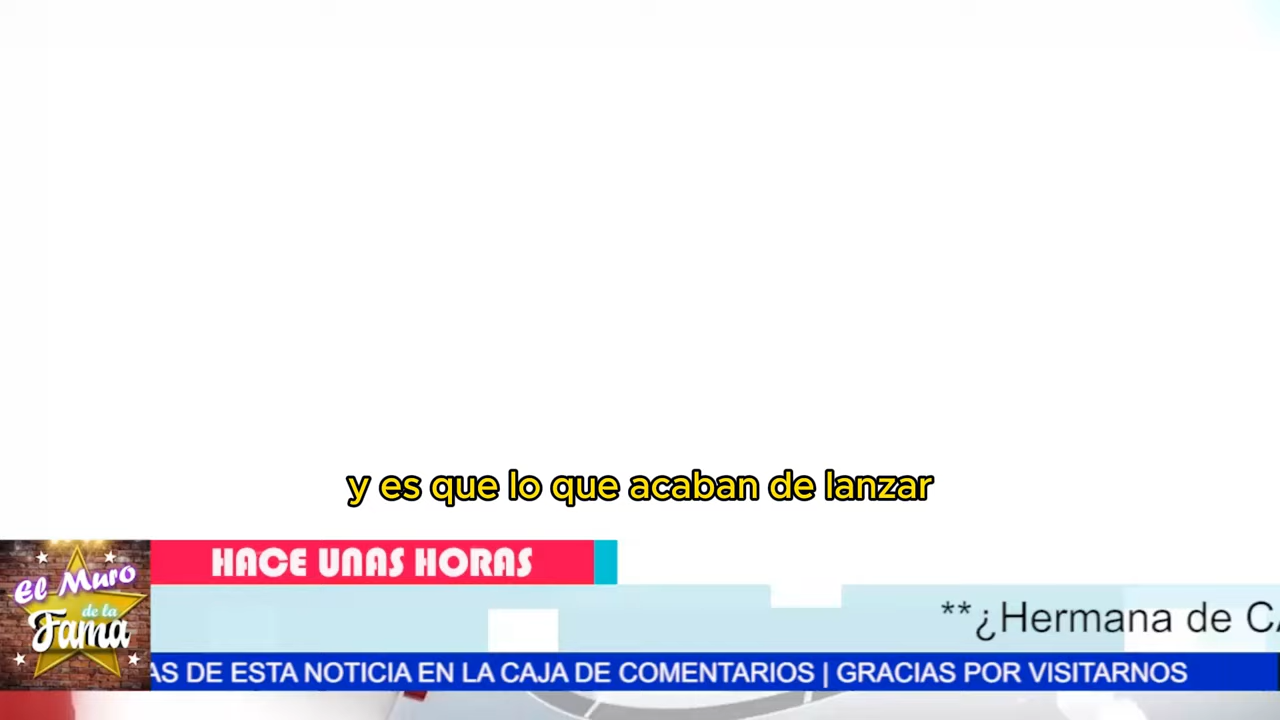 y es que lo que acaban de lanzar
HACE UNAS HORAS
El Muro
de la
Fama
**¿Hermana de
DE ESTA NOTICIA EN LA CAJA DE COMENTARIOS | GRACIAS POR VISITARNOS